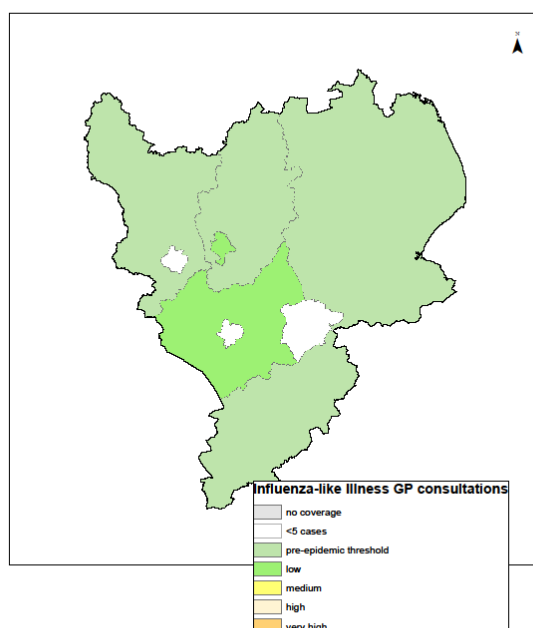 N
Influenza-like Illness GP consultations
no coverage
<5 cases
pre-epidemic threshold
low
medium
high
very high